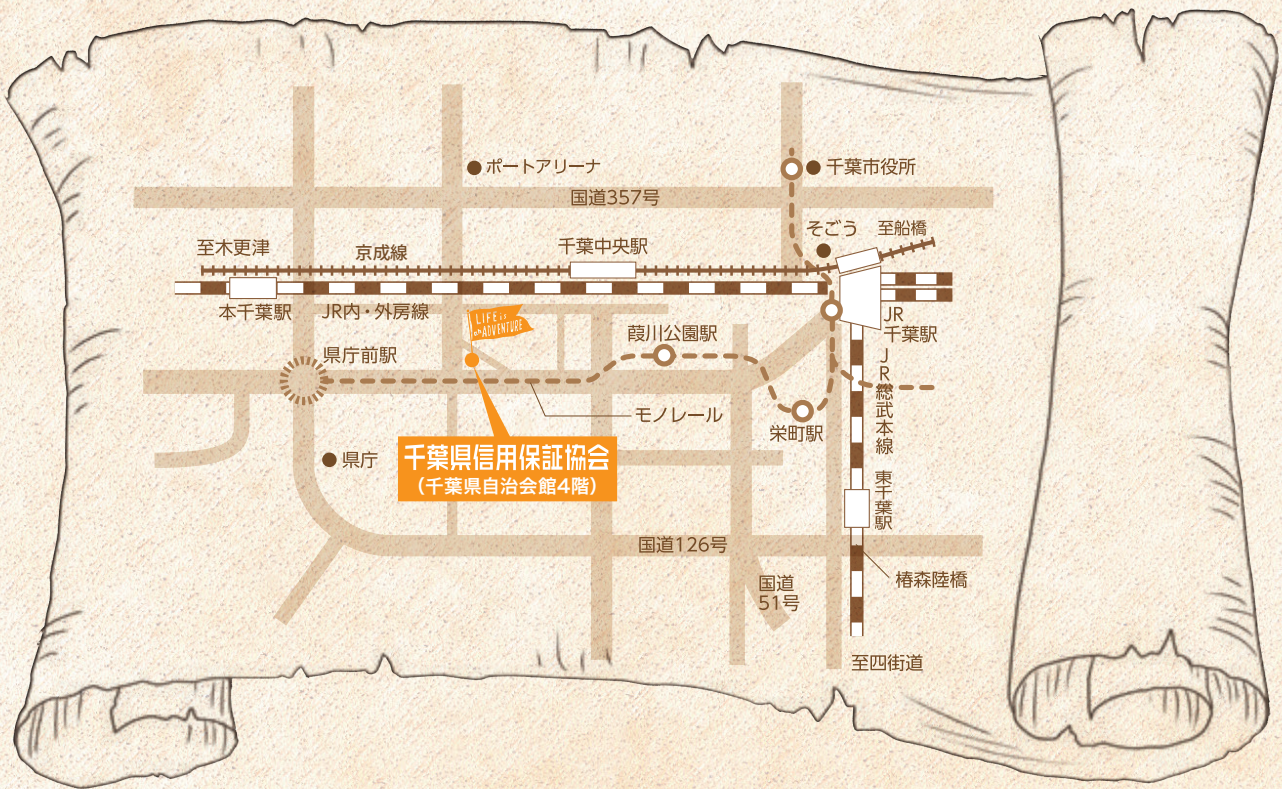 ポートアリーナ
千葉市役所
国道357号
そごう
至船橋
至木更津
京成線
千葉中央駅
本千葉駅
JR内・外房線
JR
千葉駅
LIFE is
an ADVENTURE
葭川公園駅
県庁前駅
JR総武本線
モノレール
栄町駅
県庁
千葉県信用保証協会
(千葉県自治会館4階)
東千葉駅
国道126号
椿森陸橋
国道
51号
至四街道